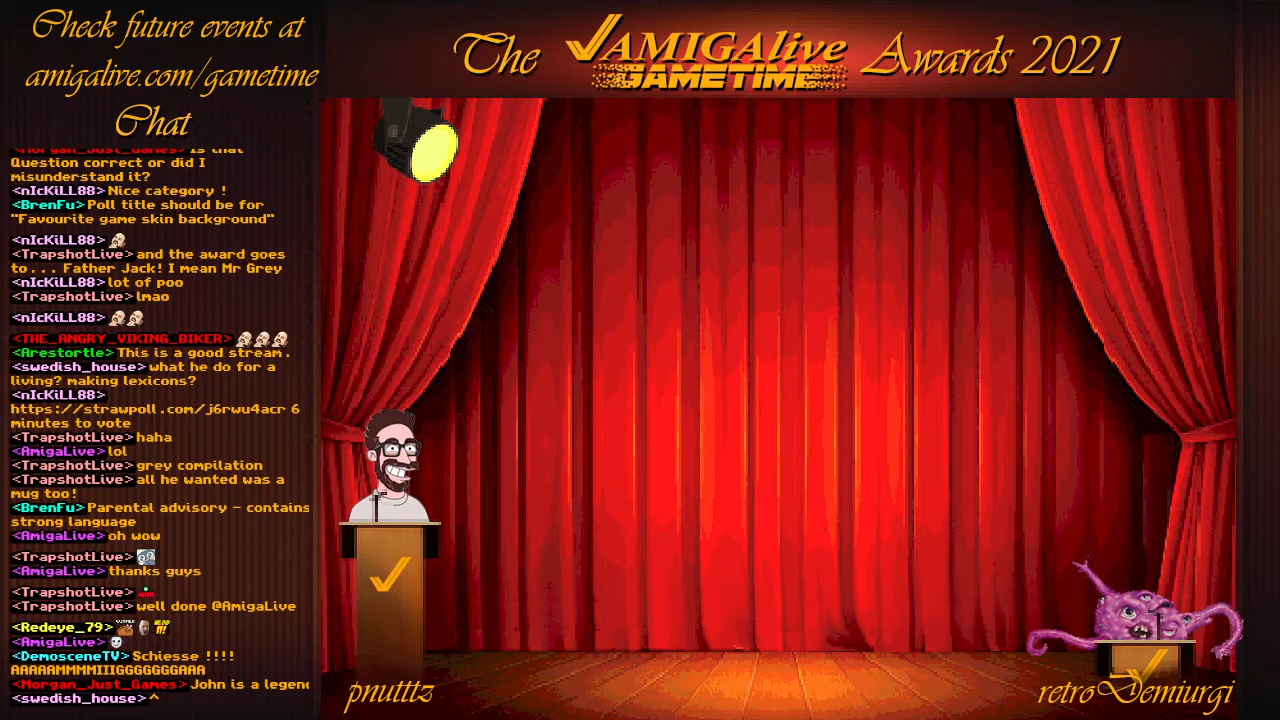 Check future events at
amigalive.com/gametime
Chat
The AMIGAlive GAMETIME Awards 2021
<Morgan_Just_Games> Is that
Question correct or did I
misunderstand it?
<nIcKiLL88> Nice category !
<BrenFu> Poll title should be for
"Favourite game skin background"
<nIcKiLL88>
<TrapshotLive> and the award goes
to... Father Jack! I mean Mr Grey
<nIcKiLL88> lot of poo
<TrapshotLive> lmao
<nIcKiLL88>
<THE_ANGRY_VIKING_BIKER>
<Arestortle> This is a good stream.
<swedish_house> what he do for a
living? making lexicons?
<nIcKiLL88>
https://strawpoll.com/j6rwu4acr 6
minutes to vote
<TrapshotLive> haha
<AmigaLive> lol
<TrapshotLive> grey compilation
<TrapshotLive> all he wanted was a
mug too!
<BrenFu> Parental advisory - contains
strong language
<AmigaLive> oh wow
<TrapshotLive>
<AmigaLive> thanks guys
<TrapshotLive>
<TrapshotLive> well done @AmigaLive
<Redeye_79>
<AmigaLive>
<DemosceneTV> Schiesse !!!!
AAAAAMMMMIIIGGGGGGGAAA
<Morgan_Just_Games> John is a legend
<swedish_house> ^
pnutttz
retroDemiurgi